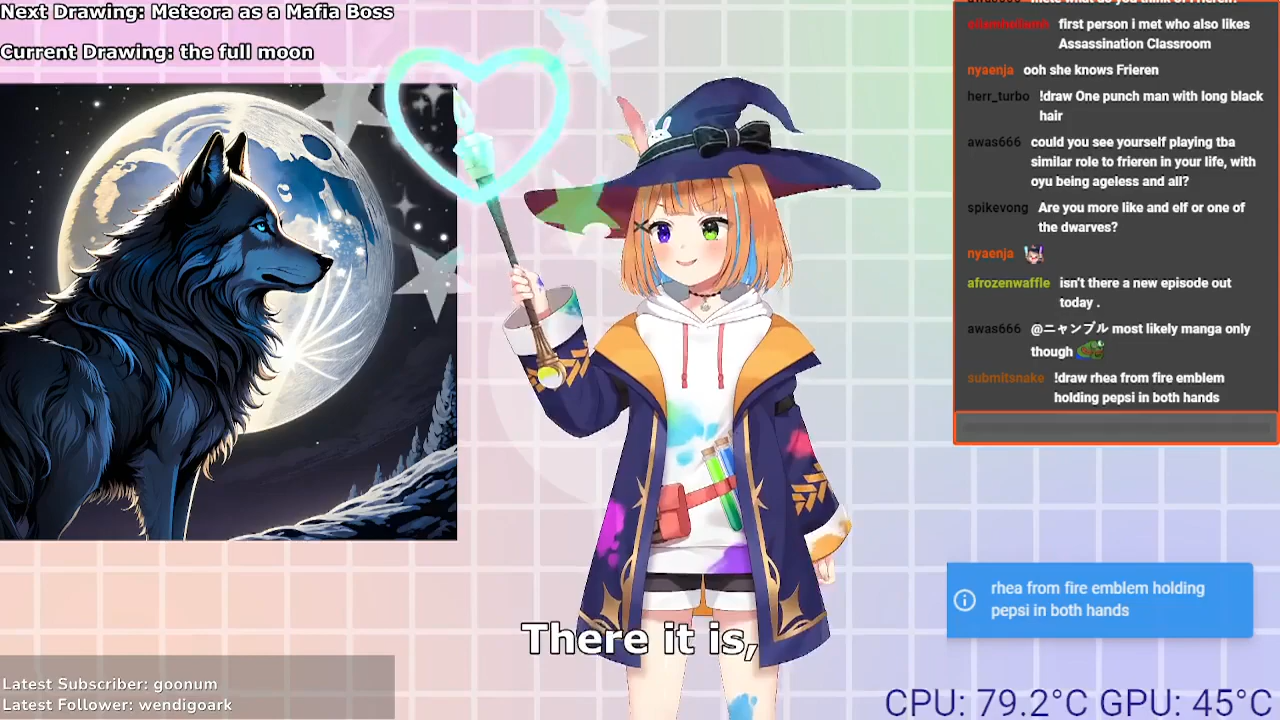 Next Drawing: Meteora as a Mafia Boss
Current Drawing: the full moon
first person i met who also likes
Assassination Classroom
nyaenja ooh she knows Frieren
herr_turbo !draw One punch man with long black
hair
awas666 could you see yourself playing tba
similar role to frieren in your life, with
oyu being ageless and all?
spikevong Are you more like and elf or one of
the dwarves?
nyaenja
afrozenwaffle isn't there a new episode out
today .
awas666 @ニャンプル most likely manga only
though
submitsnake !draw rhea from fire emblem
holding pepsi in both hands
rhea from fire emblem holding
pepsi in both hands
There it is,
Latest Subscriber: goonum
Latest Follower: wendigoark
CPU: 79.2°C GPU: 45°C